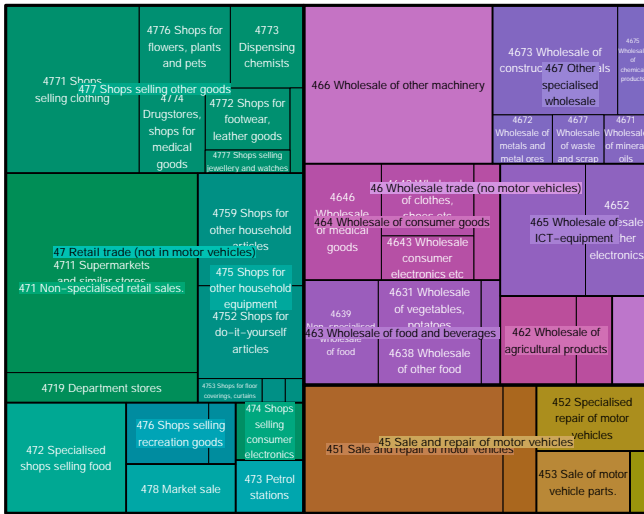 4776 Shops for
flowers, plants
and pets
4773
Dispensing
chemists
4771 Shops
selling clothing
477 Shops selling other goods
4774
Drugstores,
shops for
medical
goods
4772 Shops for
footwear,
leather goods
4777 Shops selling
jewellery and watches
4759 Shops for
other household
articles
47 Retail trade (not in motor vehicles)
4711 Supermarkets
and similar stores
471 Non-specialised retail sales.
475 Shops for
other household
equipment
4752 Shops for
do-it-yourself
articles
4719 Department stores
4753 Shops for floor
coverings, curtains
472 Specialised
shops selling food
476 Shops selling
recreation goods
474 Shops
selling
consumer
electronics
478 Market sale
473 Petrol
stations
466 Wholesale of other machinery
4673 Wholesale of
467 Other
specialised
wholesale
4675
Wholesale
of
chemical
products
4672
Wholesale of
metals and
metal ores
4677
Wholesale
of waste
and scrap
4671
Wholesale
of mineral
oils
46 Wholesale trade (no motor vehicles)
4646
Wholesale
of medical
goods
of clothes,
464 Wholesale of consumer goods
4643 Wholesale
consumer
electronics etc
465 Wholesale of
ICT-equipment
4652
electronics
4639
4631 Wholesale
of vegetables,
potatoes
463 Wholesale of food and beverages
of food
4638 Wholesale
of other food
462 Wholesale of
agricultural products
45 Sale and repair of motor vehicles
451 Sale and repair of motor vehicles
452 Specialised
repair of motor
vehicles
453 Sale of motor
vehicle parts.